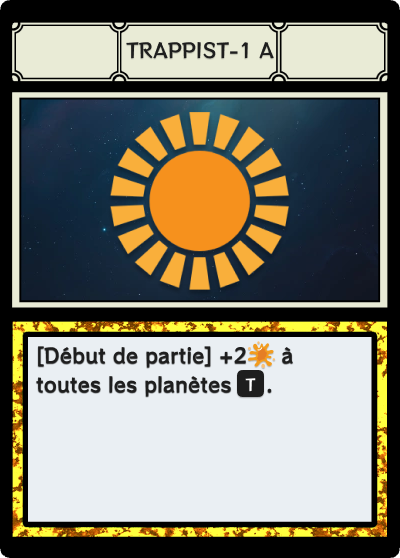 TRAPPIST-1 A
[Début de partie] +2 à
toutes les planètes T.